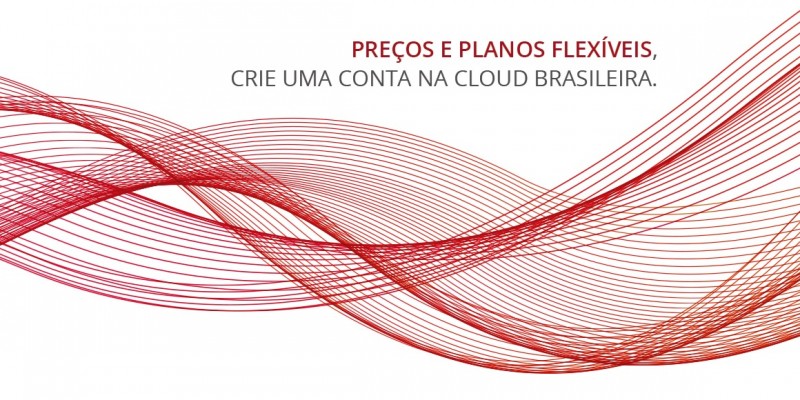 PREÇOS E PLANOS FLEXÍVEIS,
CRIE UMA CONTA NA CLOUD BRASILEIRA.